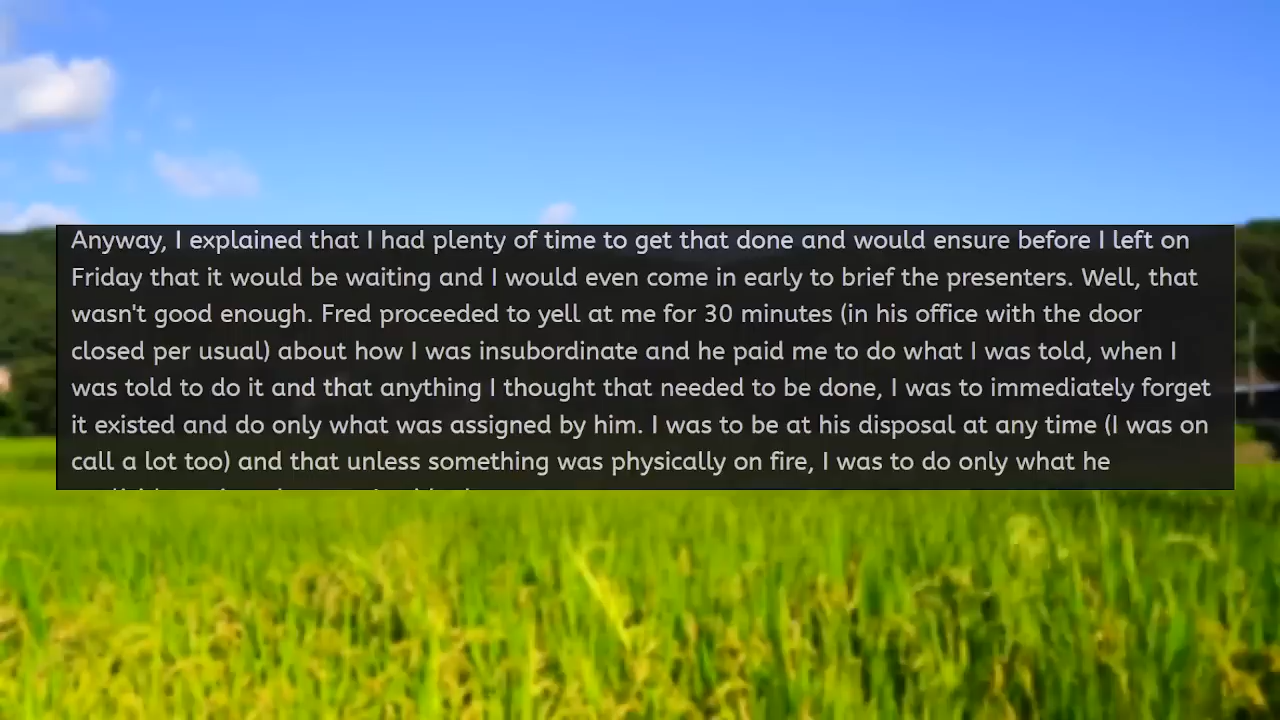 Anyway, I explained that I had plenty of time to get that done and would ensure before I left on
Friday that it would be waiting and I would even come in early to brief the presenters. Well, that
wasn't good enough. Fred proceeded to yell at me for 30 minutes (in his office with the door
closed per usual) about how I was insubordinate and he paid me to do what I was told, when I
was told to do it and that anything I thought that needed to be done, I was to immediately forget
it existed and do only what was assigned by him. I was to be at his disposal at any time (I was on
call a lot too) and that unless something was physically on fire, I was to do only what he